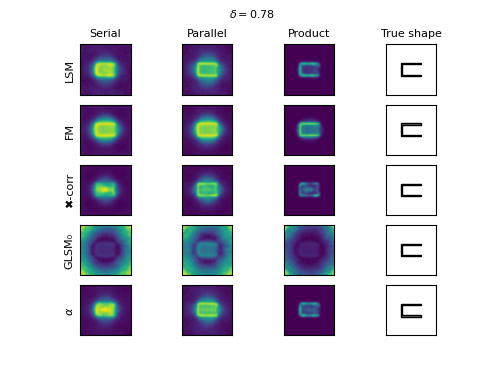 δ = 0.78
Serial Parallel Product True shape
LSM
FM
✖-corr
GLSM₀
α